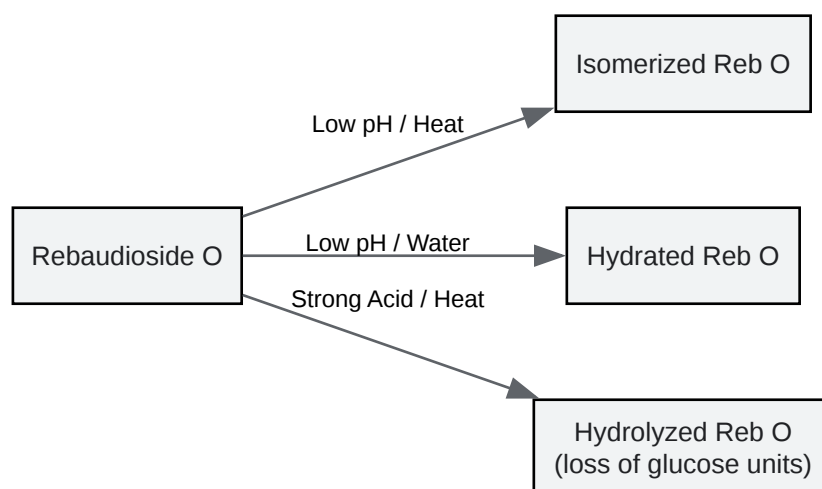 Isomerized Reb O
Low pH / Heat
Rebaudioside O
Low pH / Water
Hydrated Reb O
Strong Acid / Heat
Hydrolyzed Reb O
(loss of glucose units)